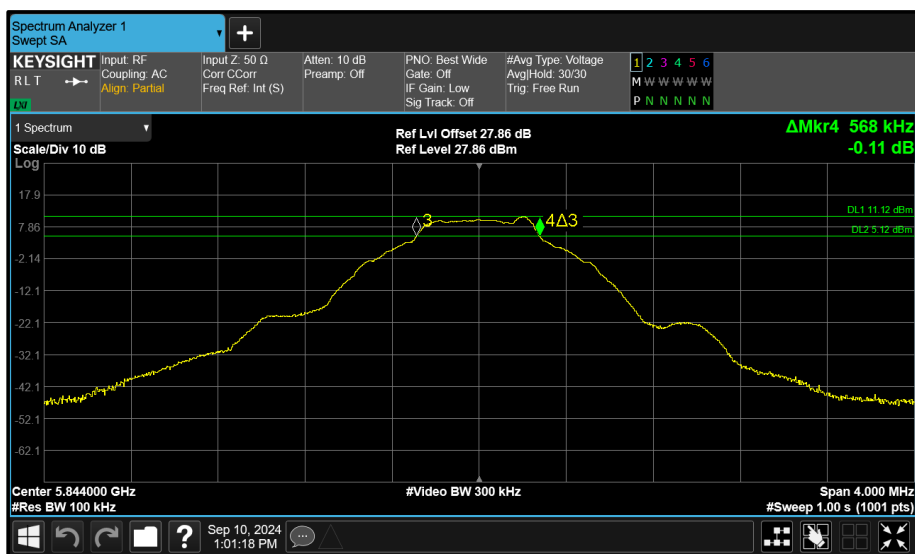 Spectrum Analyzer 1
Swept SA
+
KEYSIGHT
R L T
LXI
Input: RF
Coupling: AC
Align: Partial
Input Z: 50 Ω
Corr CCorr
Freq Ref: Int (S)
Atten: 10 dB
Preamp: Off
PNO: Best Wide
Gate: Off
IF Gain: Low
Sig Track: Off
#Avg Type: Voltage
Avg|Hold: 30/30
Trig: Free Run
1 2 3 4 5 6
M W W W W W
P N N N N N
1 Spectrum
Scale/Div 10 dB
Log
Ref Lvl Offset 27.86 dB
Ref Level 27.86 dBm
ΔMkr4 568 kHz
-0.11 dB
17.9
DL1 11.12 dBm
3
4Δ3
7.86
DL2 5.12 dBm
-2.14
-12.1
-22.1
-32.1
-42.1
-52.1
-62.1
Center 5.844000 GHz
#Video BW 300 kHz
Span 4.000 MHz
#Res BW 100 kHz
#Sweep 1.00 s (1001 pts)
?
Sep 10, 2024
1:01:18 PM